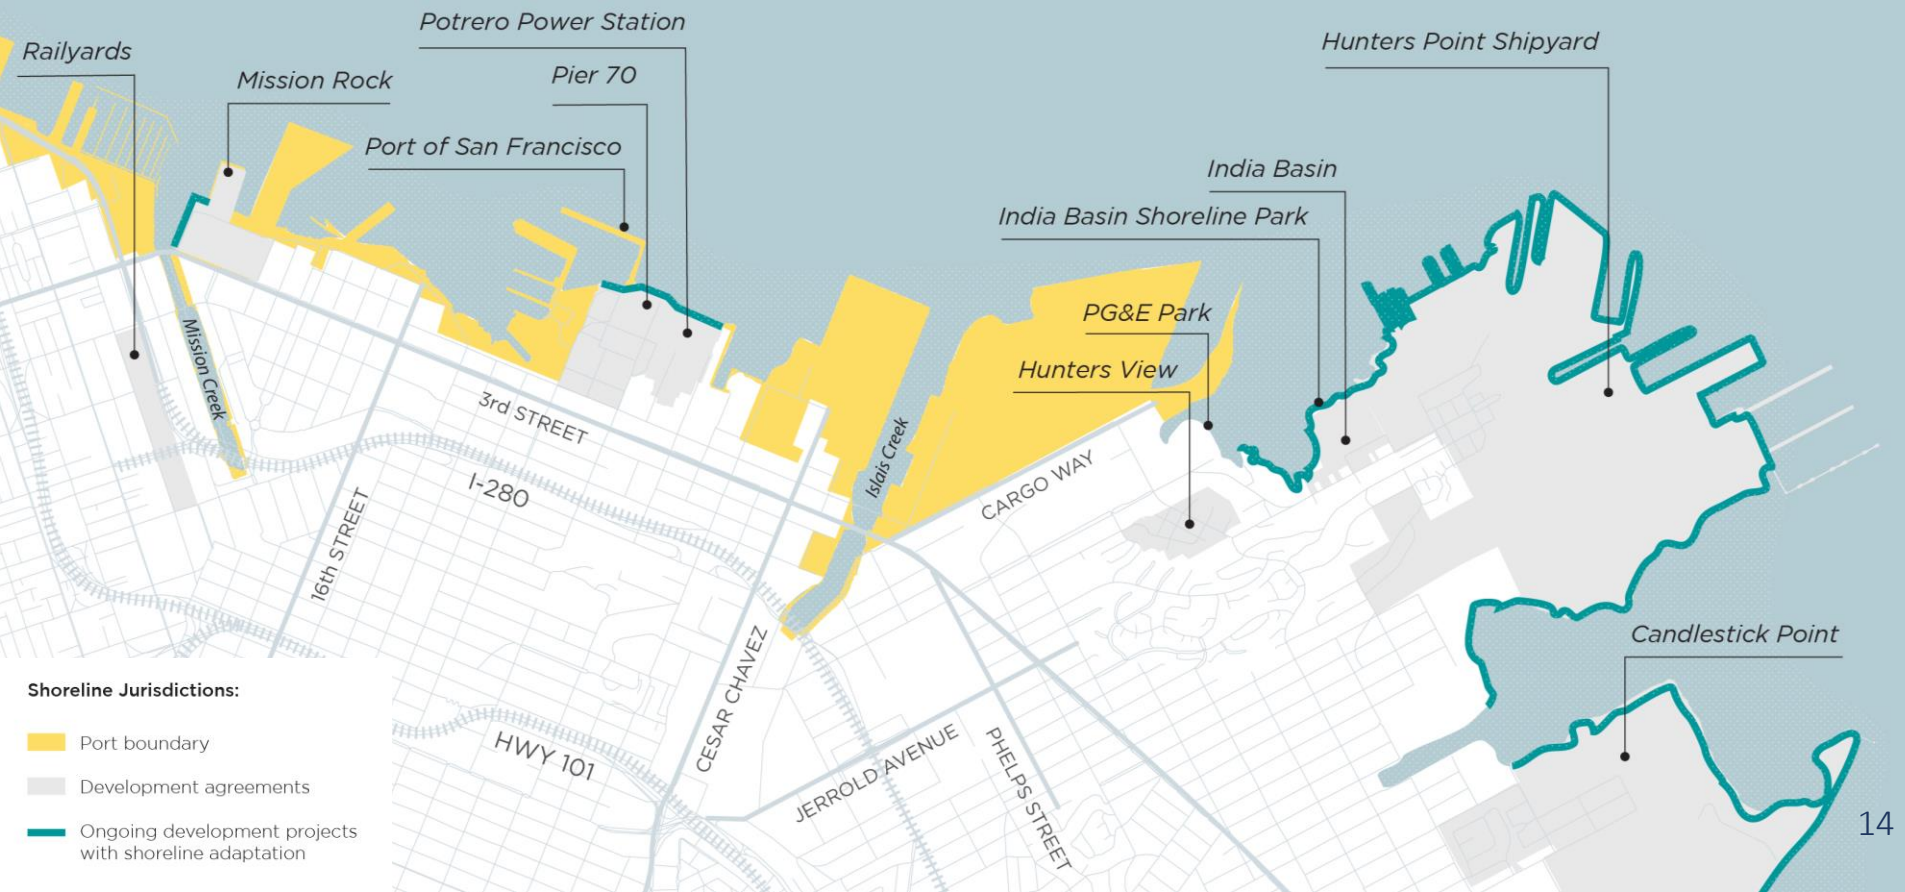 Potrero Power Station
Railyards
Hunters Point Shipyard
Mission Rock
Pier 70
Port of San Francisco
India Basin
India Basin Shoreline Park
PG&E Park
Mission Creek
Hunters View
3rd STREET
Islais Creek
I-280
CARGO WAY
16th STREET
Candlestick Point
CESAR CHAVEZ
HWY 101
JERROLD AVENUE
PHELPS STREET
Shoreline Jurisdictions:
Port boundary
Development agreements
Ongoing development projects
with shoreline adaptation
14